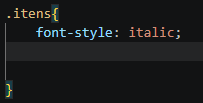 .itens{
font-style: italic;
}